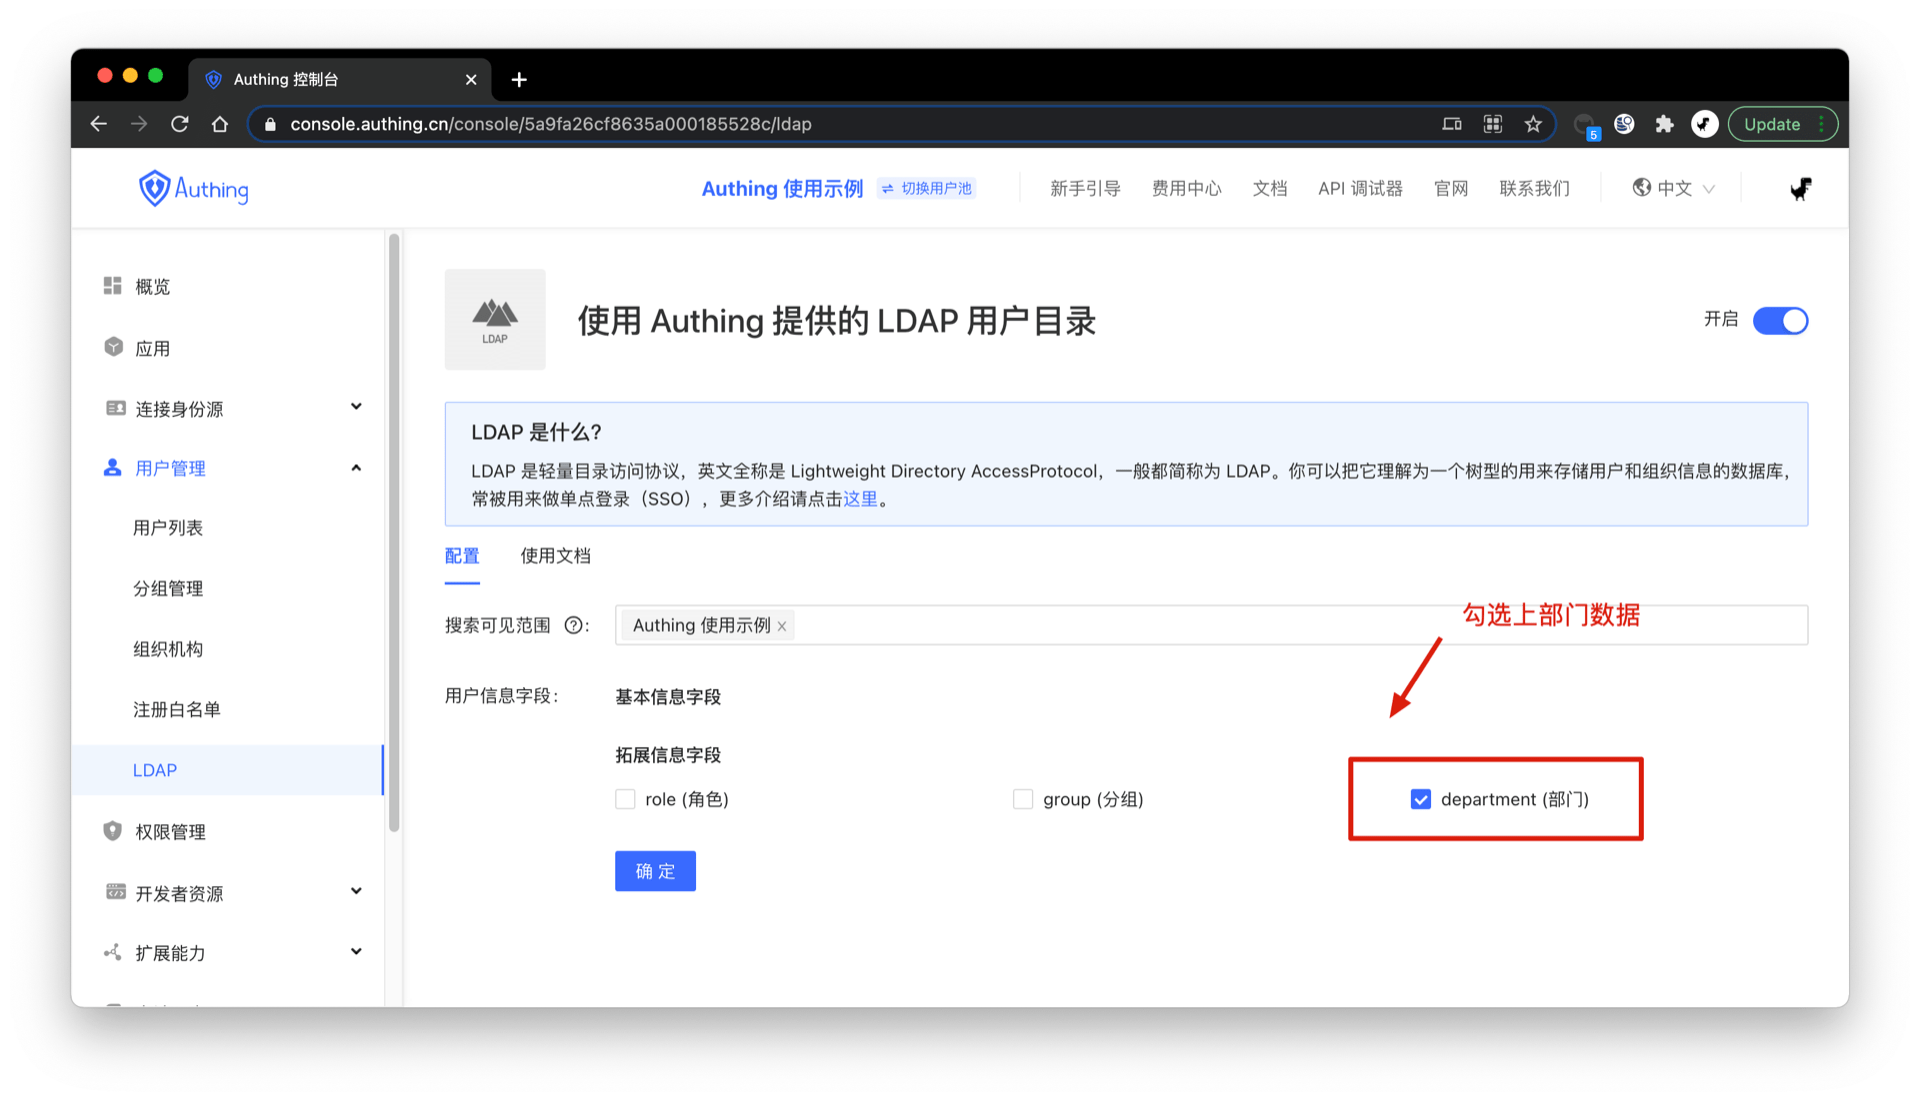 Authing 控制台
console.authing.cn/console/5a9fa26cf8635a000185528c/ldap
5
Update
Authing
Authing 使用示例
切换用户池
新手引导
费用中心
文档
API 调试器
官网
联系我们
中文
概览
应用
连接身份源
用户管理
用户列表
分组管理
组织机构
注册白名单
LDAP
权限管理
开发者资源
扩展能力
LDAP
使用 Authing 提供的 LDAP 用户目录
开启
LDAP 是什么?
LDAP 是轻量目录访问协议，英文全称是 Lightweight Directory AccessProtocol，一般都简称为 LDAP。你可以把它理解为一个树型的用来存储用户和组织信息的数据库，
常被用来做单点登录（SSO），更多介绍请点击这里。
配置
使用文档
勾选上部门数据
搜索可见范围 ?:
Authing 使用示例
用户信息字段:
基本信息字段
拓展信息字段
role (角色)
group (分组)
department (部门)
确 定